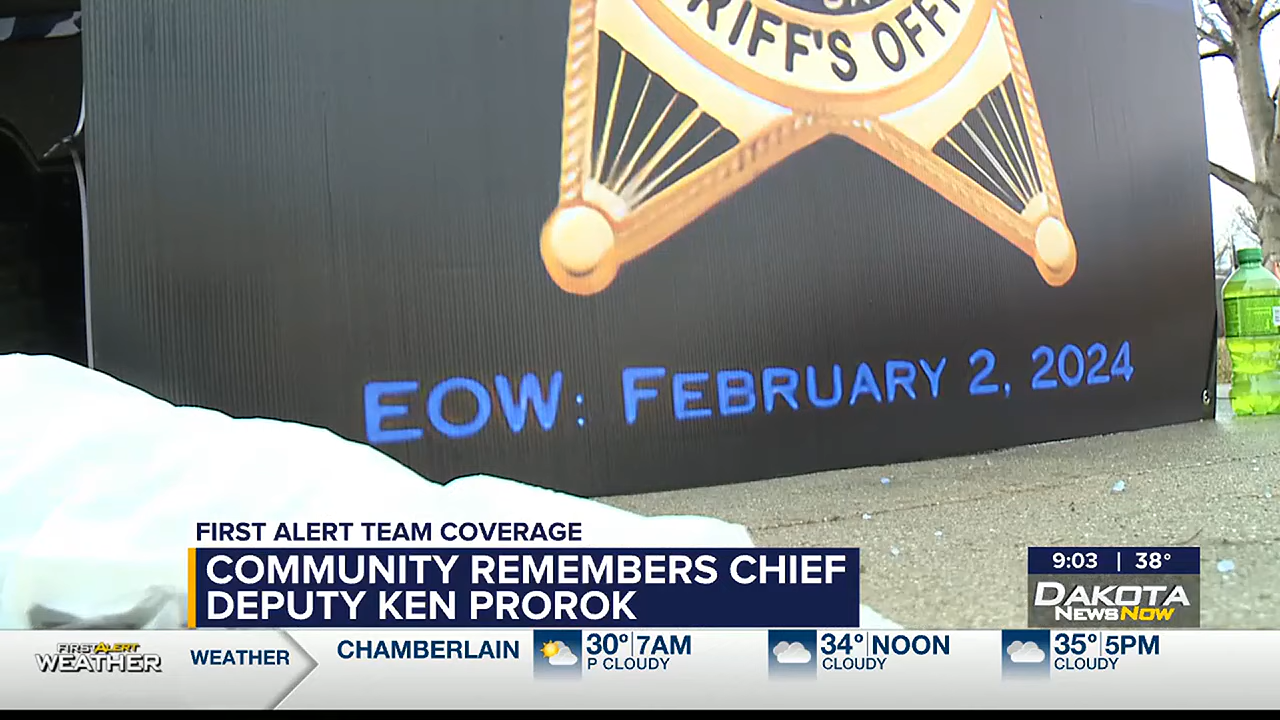 RIFF'S OFF
EOW: FEBRUARY 2, 2024
FIRST ALERT TEAM COVERAGE
COMMUNITY REMEMBERS CHIEF
DEPUTY KEN PROROK
9:03 | 38°
DAKOTA
NEWS NOW
FIRST ALERT
WEATHER
WEATHER
CHAMBERLAIN
30° 7AM
P CLOUDY
34° NOON
CLOUDY
35° 5PM
CLOUDY